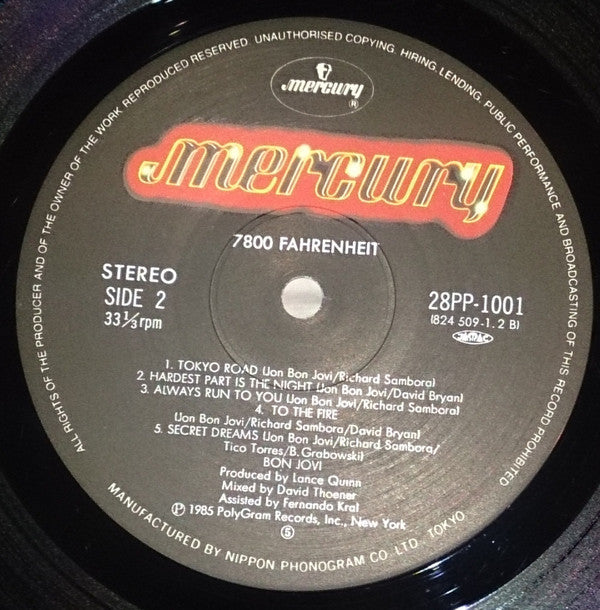 ALL RIGHTS OF THE PRODUCER AND OF THE OWNER OF THE WORK REPRODUCED RESERVED. UNAUTHORISED COPYING, HIRING, LENDING, PUBLIC PERFORMANCE AND BROADCASTING OF THIS RECORD PROHIBITED
mercury
®
mercury
7800 FAHRENHEIT
STEREO
SIDE 2
33 1/3 rpm
28PP-1001
(824 509-1. 2 B)
1. TOKYO ROAD (Jon Bon Jovi/Richard Sambora)
2. HARDEST PART IS THE NIGHT (Jon Bon Jovi/David Bryan)
3. ALWAYS RUN TO YOU (Jon Bon Jovi/Richard Sambora)
4. TO THE FIRE
(Jon Bon Jovi/Richard Sambora/David Bryan)
5. SECRET DREAMS (Jon Bon Jovi/Richard Sambora/
Tico Torres/B. Grabowski)
BON JOVI
Produced by Lance Quinn
Mixed by David Thoener
Assisted by Fernando Kral
℗ 1985 PolyGram Records, Inc., New York
⑤
MANUFACTURED BY NIPPON PHONOGRAM CO. LTD. TOKYO.